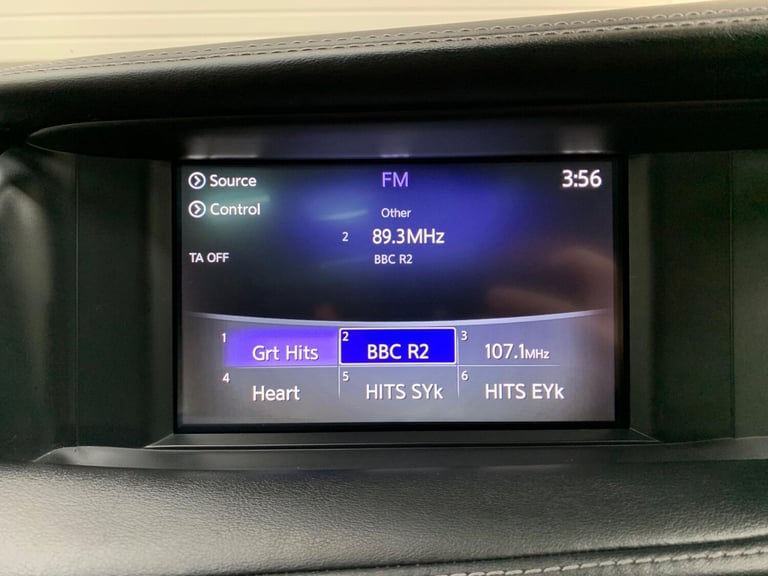 Source FM 3:56
Control
Other
2 89.3MHz
TA OFF BBC R2
1 Grt Hits 2 BBC R2 3 107.1MHz
4 Heart 5 HITS SYk 6 HITS EYk